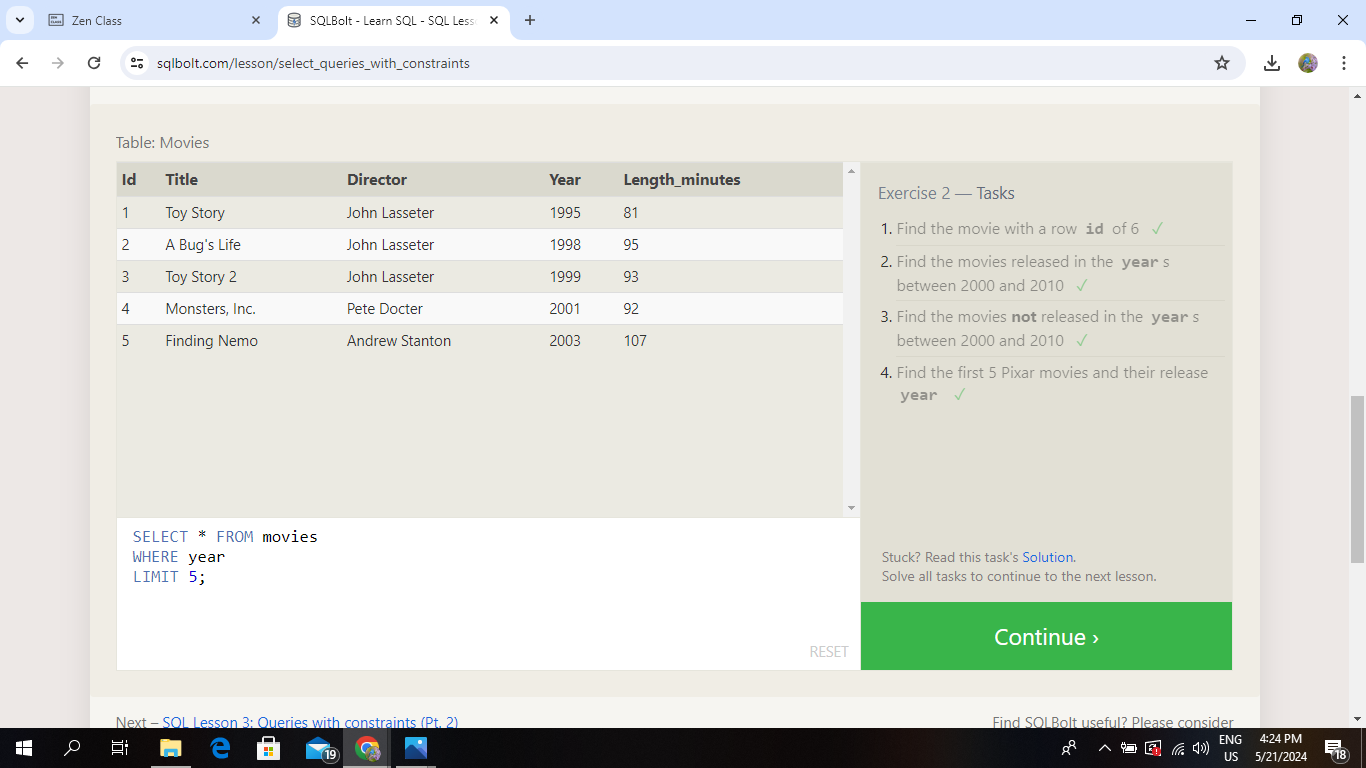 Zen Class
SQLBolt - Learn SQL - SQL Less
sqlbolt.com/lesson/select_queries_with_constraints
Table: Movies
Id Title Director Year Length_minutes
1 Toy Story John Lasseter 1995 81
2 A Bug's Life John Lasseter 1998 95
3 Toy Story 2 John Lasseter 1999 93
4 Monsters, Inc. Pete Docter 2001 92
5 Finding Nemo Andrew Stanton 2003 107
SELECT * FROM movies
WHERE year
LIMIT 5;
RESET
Exercise 2 — Tasks
1. Find the movie with a row id of 6 ✓
2. Find the movies released in the year s
between 2000 and 2010 ✓
3. Find the movies not released in the year s
between 2000 and 2010 ✓
4. Find the first 5 Pixar movies and their release
year ✓
Stuck? Read this task's Solution.
Solve all tasks to continue to the next lesson.
Continue ›
Next – SQL Lesson 3: Queries with constraints (Pt. 2)
Find SQLBolt useful? Please consider
19
ENG
US
4:24 PM
5/21/2024
18